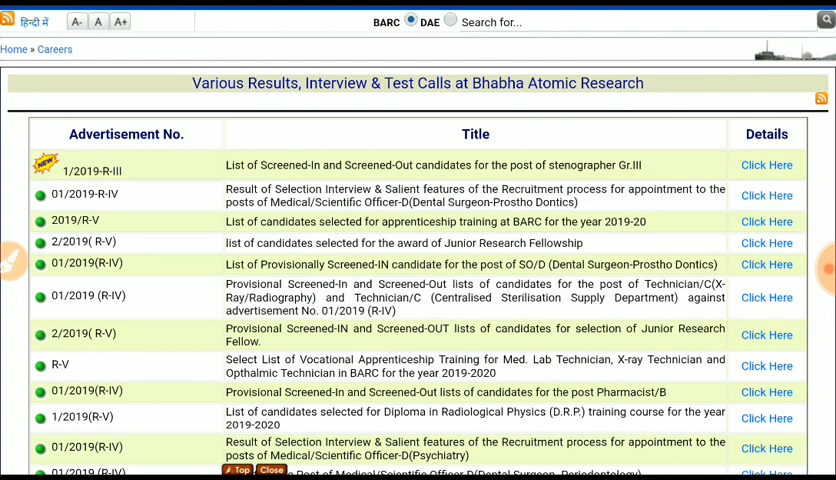 हिन्दी में A- A A+ BARC DAE Search for...
Home » Careers
Various Results, Interview & Test Calls at Bhabha Atomic Research
Advertisement No. Title Details
NEW 1/2019-R-III List of Screened-In and Screened-Out candidates for the post of stenographer Gr.III Click Here
01/2019-R-IV Result of Selection Interview & Salient features of the Recruitment process for appointment to the
posts of Medical/Scientific Officer-D(Dental Surgeon-Prostho Dontics) Click Here
2019/R-V List of candidates selected for apprenticeship training at BARC for the year 2019-20 Click Here
2/2019( R-V) list of candidates selected for the award of Junior Research Fellowship Click Here
01/2019(R-IV) List of Provisionally Screened-IN candidate for the post of SO/D (Dental Surgeon-Prostho Dontics) Click Here
01/2019 (R-IV) Provisional Screened-In and Screened-Out lists of candidates for the post of Technician/C(X-
Ray/Radiography) and Technician/C (Centralised Sterilisation Supply Department) against
advertisement No. 01/2019 (R-IV) Click Here
2/2019( R-V) Provisional Screened-IN and Screened-OUT lists of candidates for selection of Junior Research
Fellow. Click Here
R-V Select List of Vocational Apprenticeship Training for Med. Lab Technician, X-ray Technician and
Opthalmic Technician in BARC for the year 2019-2020 Click Here
01/2019(R-IV) Provisional Screened-In and Screened-Out lists of candidates for the post Pharmacist/B Click Here
1/2019(R-V) List of candidates selected for Diploma in Radiological Physics (D.R.P.) training course for the year
2019-2020 Click Here
01/2019(R-IV) Result of Selection Interview & Salient features of the Recruitment process for appointment to the
posts of Medical/Scientific Officer-D(Psychiatry) Click Here
01/2019 (R-IV) Top Close Post of Medical/Scientific Officer-D(Dental Surgeon- Periodontology) Click Here